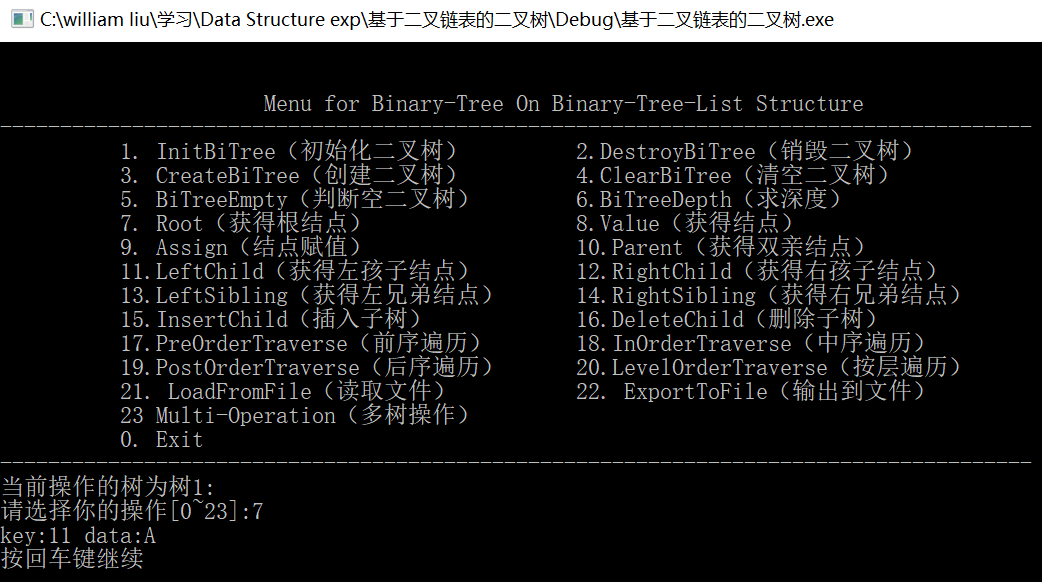 C:\william liu\学习\Data Structure exp\基于二叉链表的二叉树\Debug\基于二叉链表的二叉树.exe
Menu for Binary-Tree On Binary-Tree-List Structure
1. InitBiTree（初始化二叉树） 2.DestroyBiTree（销毁二叉树）
3. CreateBiTree（创建二叉树） 4.ClearBiTree（清空二叉树）
5. BiTreeEmpty（判断空二叉树） 6.BiTreeDepth（求深度）
7. Root（获得根结点） 8.Value（获得结点）
9. Assign（结点赋值） 10.Parent（获得双亲结点）
11.LeftChild（获得左孩子结点） 12.RightChild（获得右孩子结点）
13.LeftSibling（获得左兄弟结点） 14.RightSibling（获得右兄弟结点）
15.InsertChild（插入子树） 16.DeleteChild（删除子树）
17.PreOrderTraverse（前序遍历） 18.InOrderTraverse（中序遍历）
19.PostOrderTraverse（后序遍历） 20.LevelOrderTraverse（按层遍历）
21. LoadFromFile（读取文件） 22. ExportToFile（输出到文件）
23 Multi-Operation（多树操作）
0. Exit
当前操作的树为树1:
请选择你的操作[0~23]:7
key:11 data:A
按回车键继续